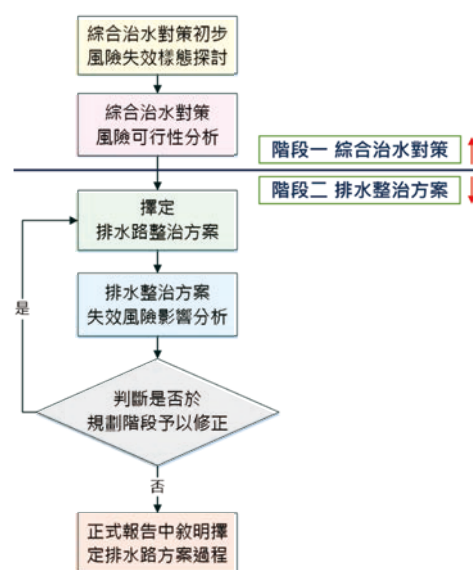 綜合治水對策初步
風險失效樣態探討
綜合治水對策
風險可行性分析
階段一 綜合治水對策
階段二 排水整治方案
擇定
排水路整治方案
排水整治方案
失效風險影響分析
是
判斷是否於
規劃階段予以修正
否
正式報告中敘明擇
定排水路方案過程